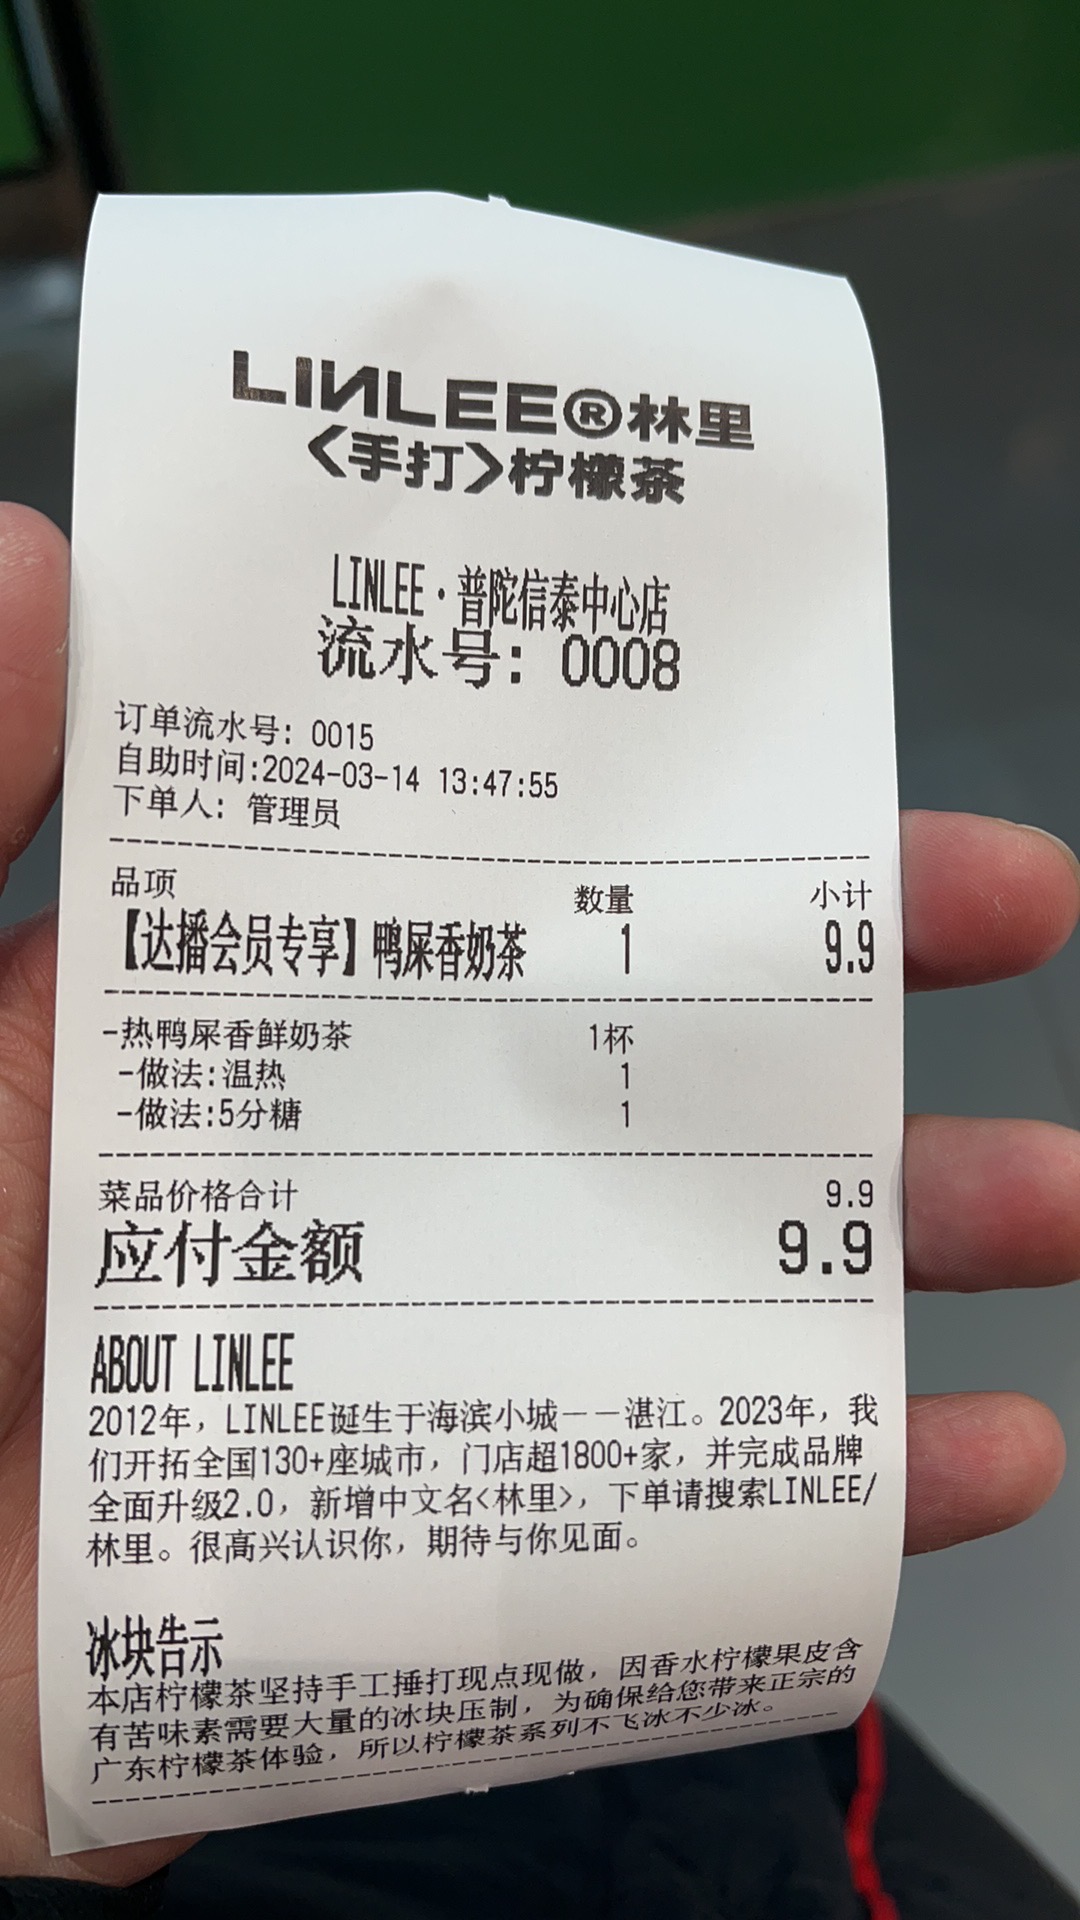 LINLEE®林里
<手打>柠檬茶
LINLEE·普陀信泰中心店
流水号：0008
订单流水号：0015
自助时间:2024-03-14 13:47:55
下单人：管理员
品项 数量 小计
【达播会员专享】鸭屎香奶茶 1 9.9
-热鸭屎香鲜奶茶 1杯
-做法:温热 1
-做法:5分糖 1
菜品价格合计 9.9
应付金额 9.9
ABOUT LINLEE
2012年，LINLEE诞生于海滨小城——湛江。2023年，我
们开拓全国130+座城市，门店超1800+家，并完成品牌
全面升级2.0，新增中文名<林里>，下单请搜索LINLEE/
林里。很高兴认识你，期待与你见面。
冰块告示
本店柠檬茶坚持手工捶打现点现做，因香水柠檬果皮含
有苦味素需要大量的冰块压制，为确保给您带来正宗的
广东柠檬茶体验，所以柠檬茶系列不飞冰不少冰。